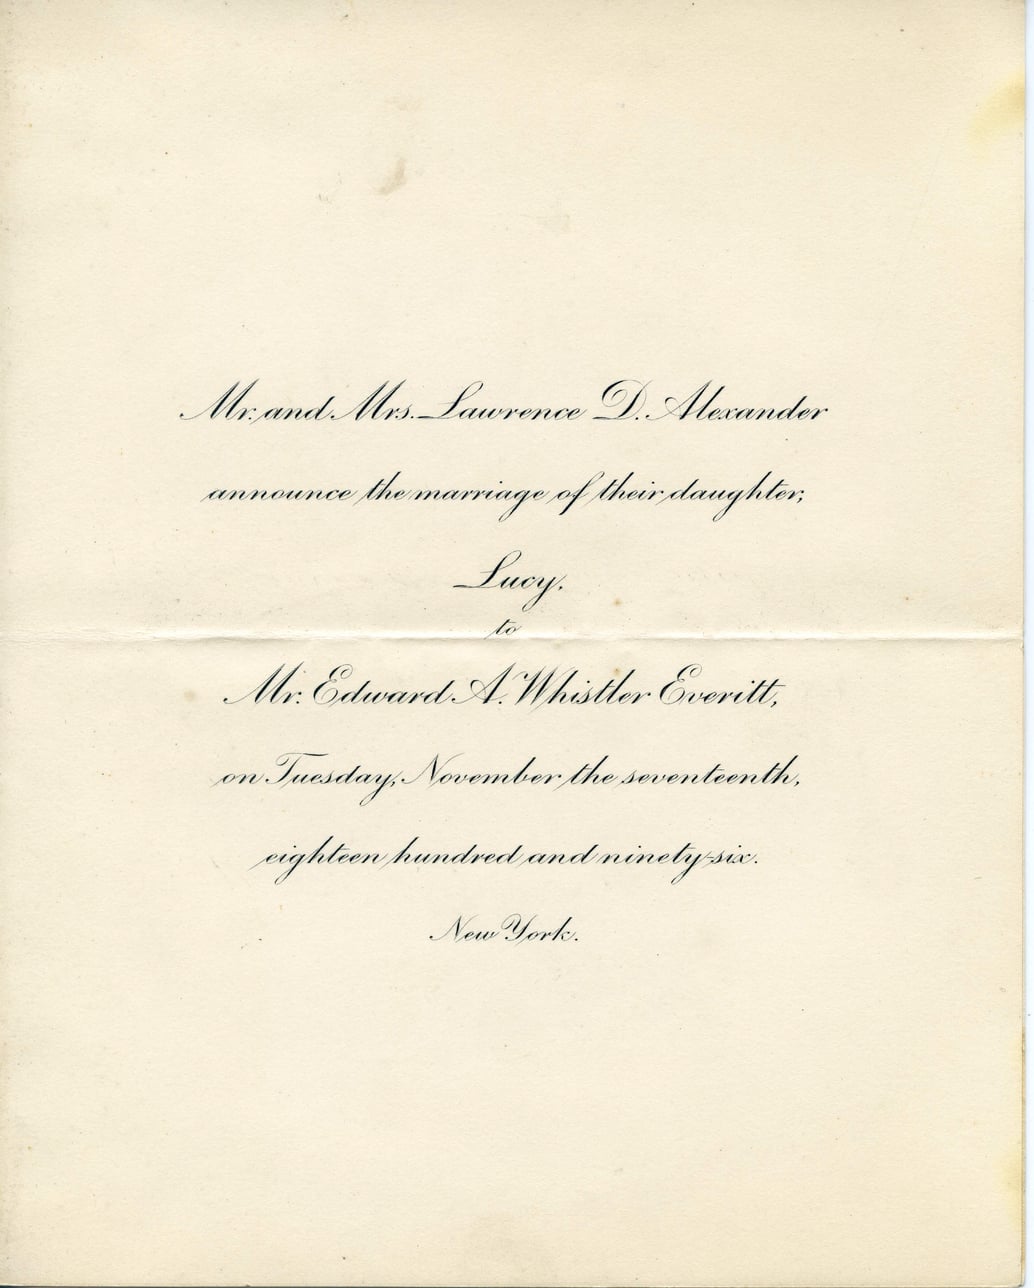 Mr. and Mrs. Lawrence D. Alexander
announce the marriage of their daughter,
Lucy,
to
Mr. Edward A. Whistler Everitt,
on Tuesday, November the seventeenth,
eighteen hundred and ninety-six.
New York.